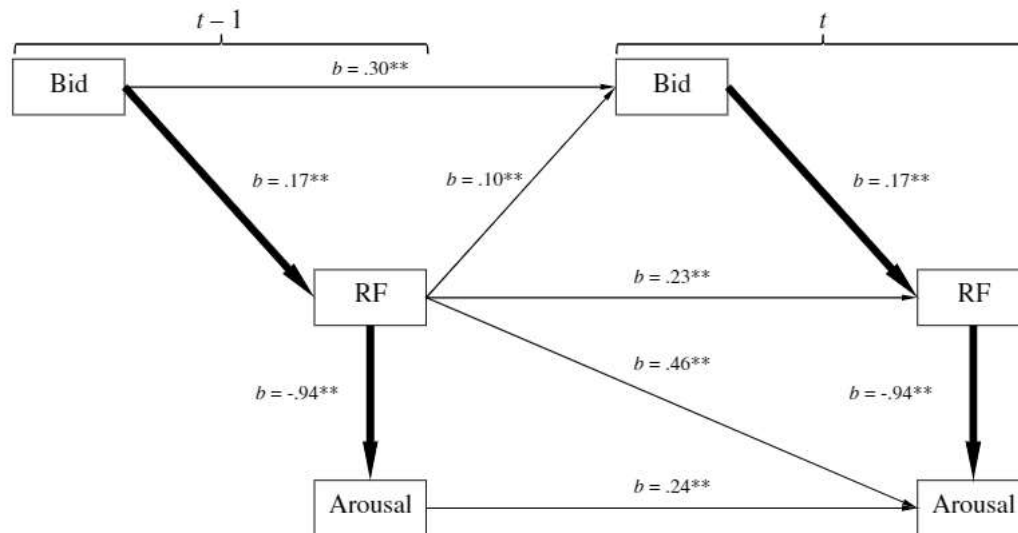 t – 1
t
b = .30**
Bid
Bid
b = .17**
b = .10**
b = .17**
b = .23**
RF
RF
b = .46**
b = -.94**
b = -.94**
b = .24**
Arousal
Arousal